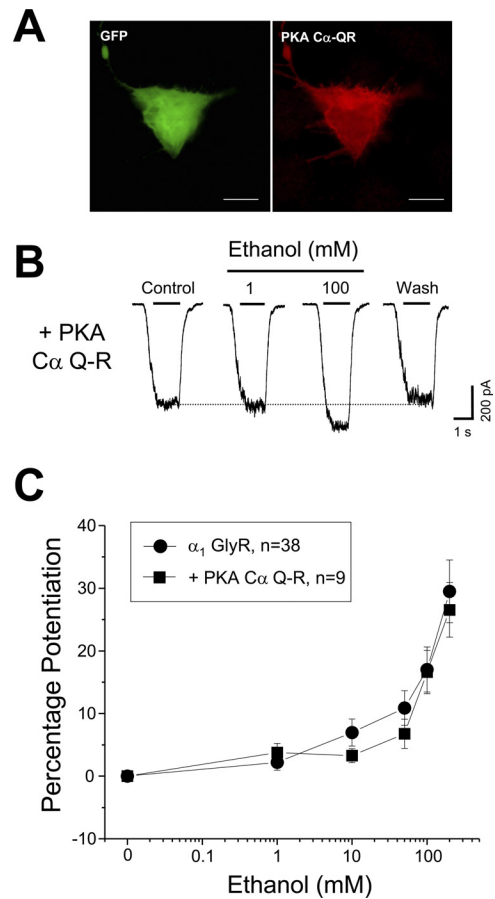 A
GFP
PKA Cα-QR
B
Ethanol (mM)
Control
1
100
Wash
+ PKA
Cα Q-R
200 pA
1 s
C
40
30
20
10
0
-10
Percentage Potentiation
α1 GlyR, n=38
+ PKA Cα Q-R, n=9
0
0.1
1
10
100
Ethanol (mM)